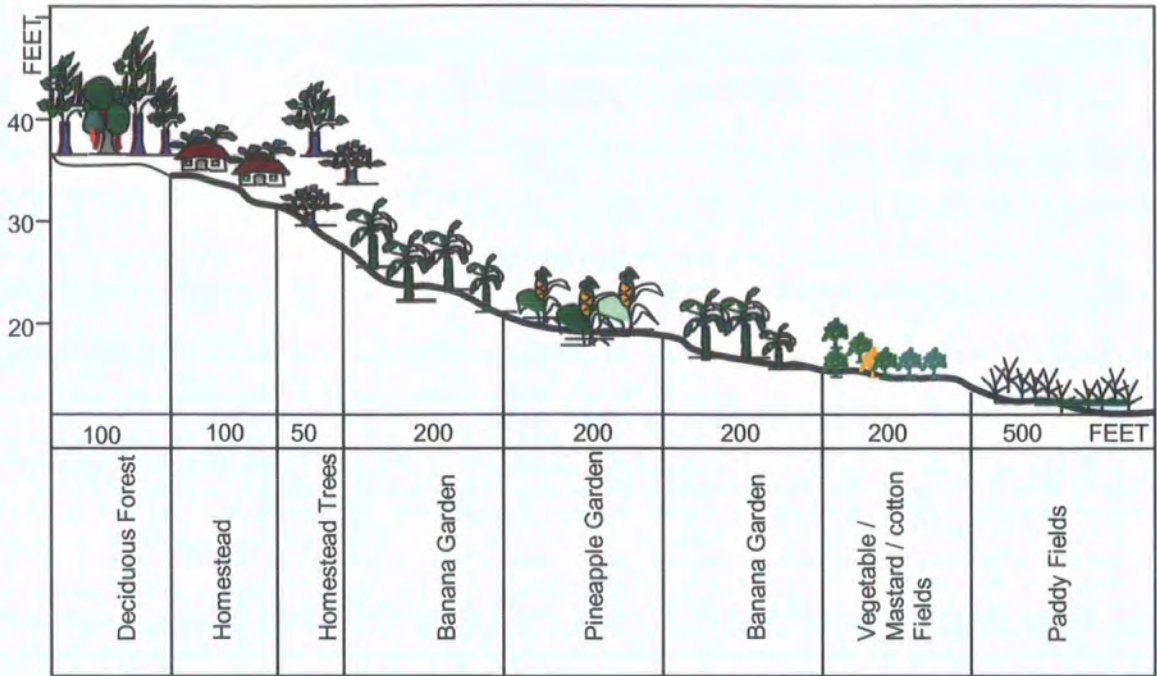 FEET
40
30
20
100 100 50 200 200 200 200 500 FEET
Deciduous Forest
Homestead
Homestead Trees
Banana Garden
Pineapple Garden
Banana Garden
Vegetable /
Mastard / cotton
Fields
Paddy Fields